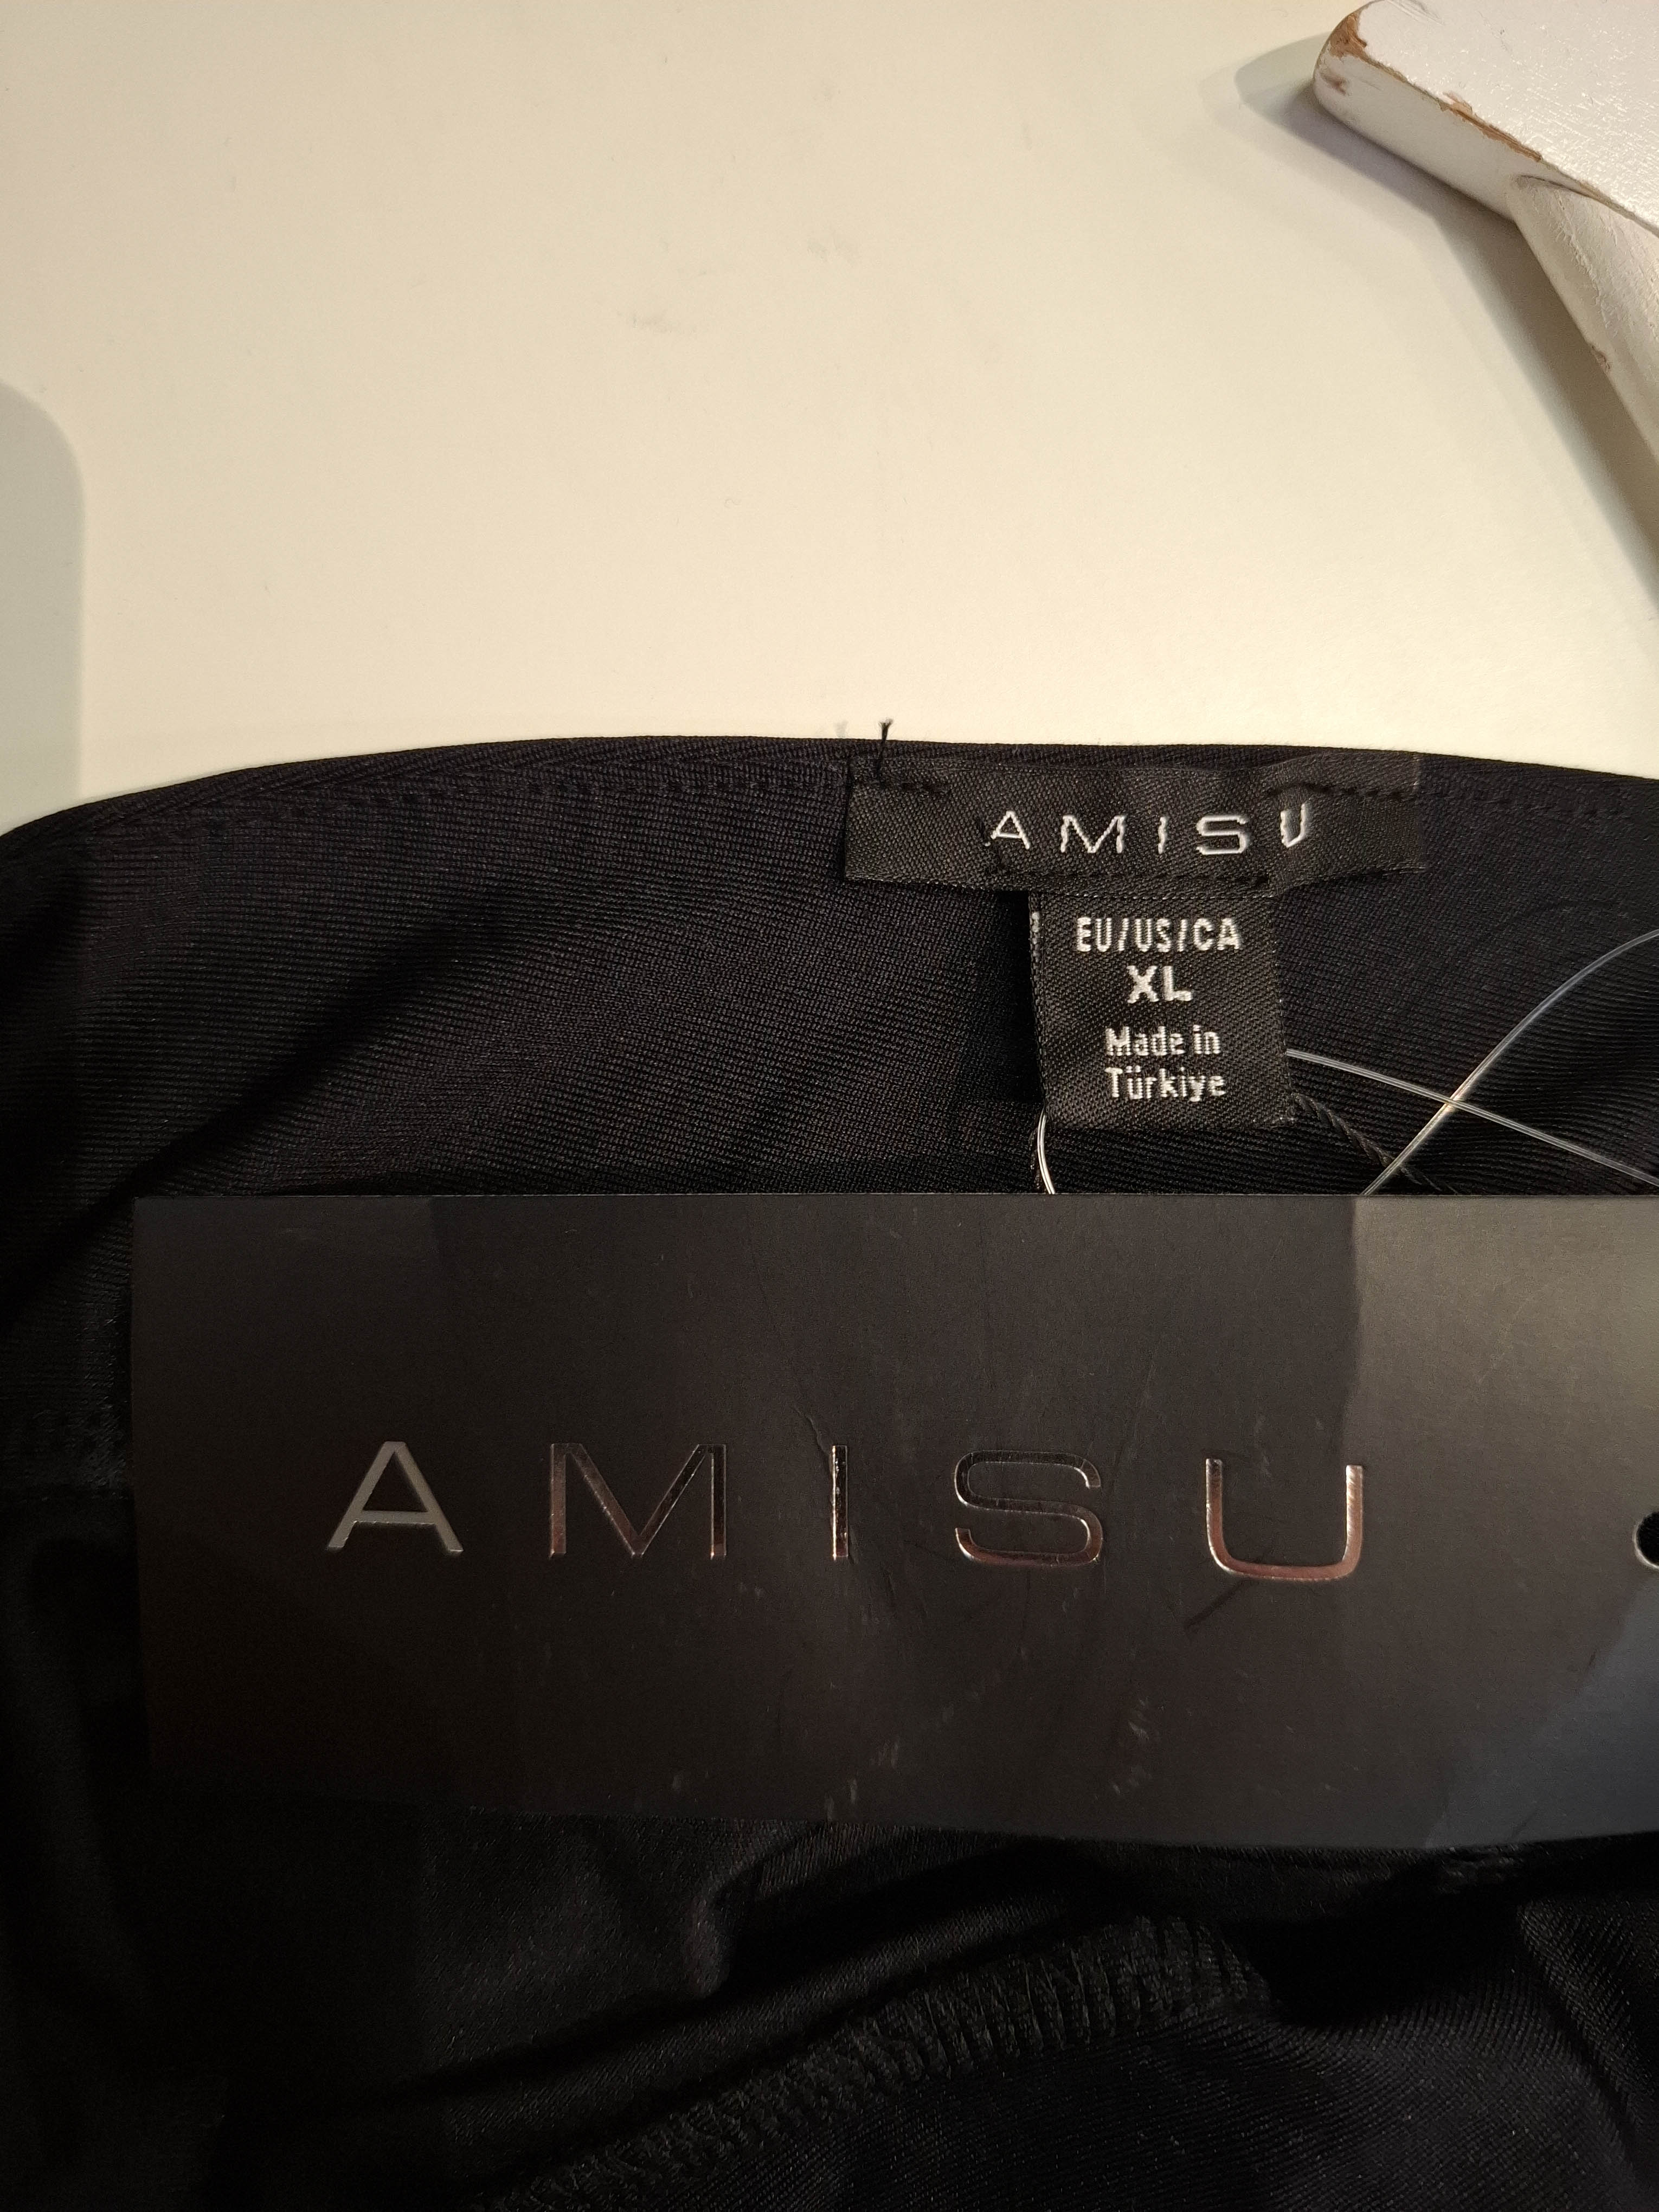 AMISU
EU/US/CA
XL
Made in
Türkiye
AMISU